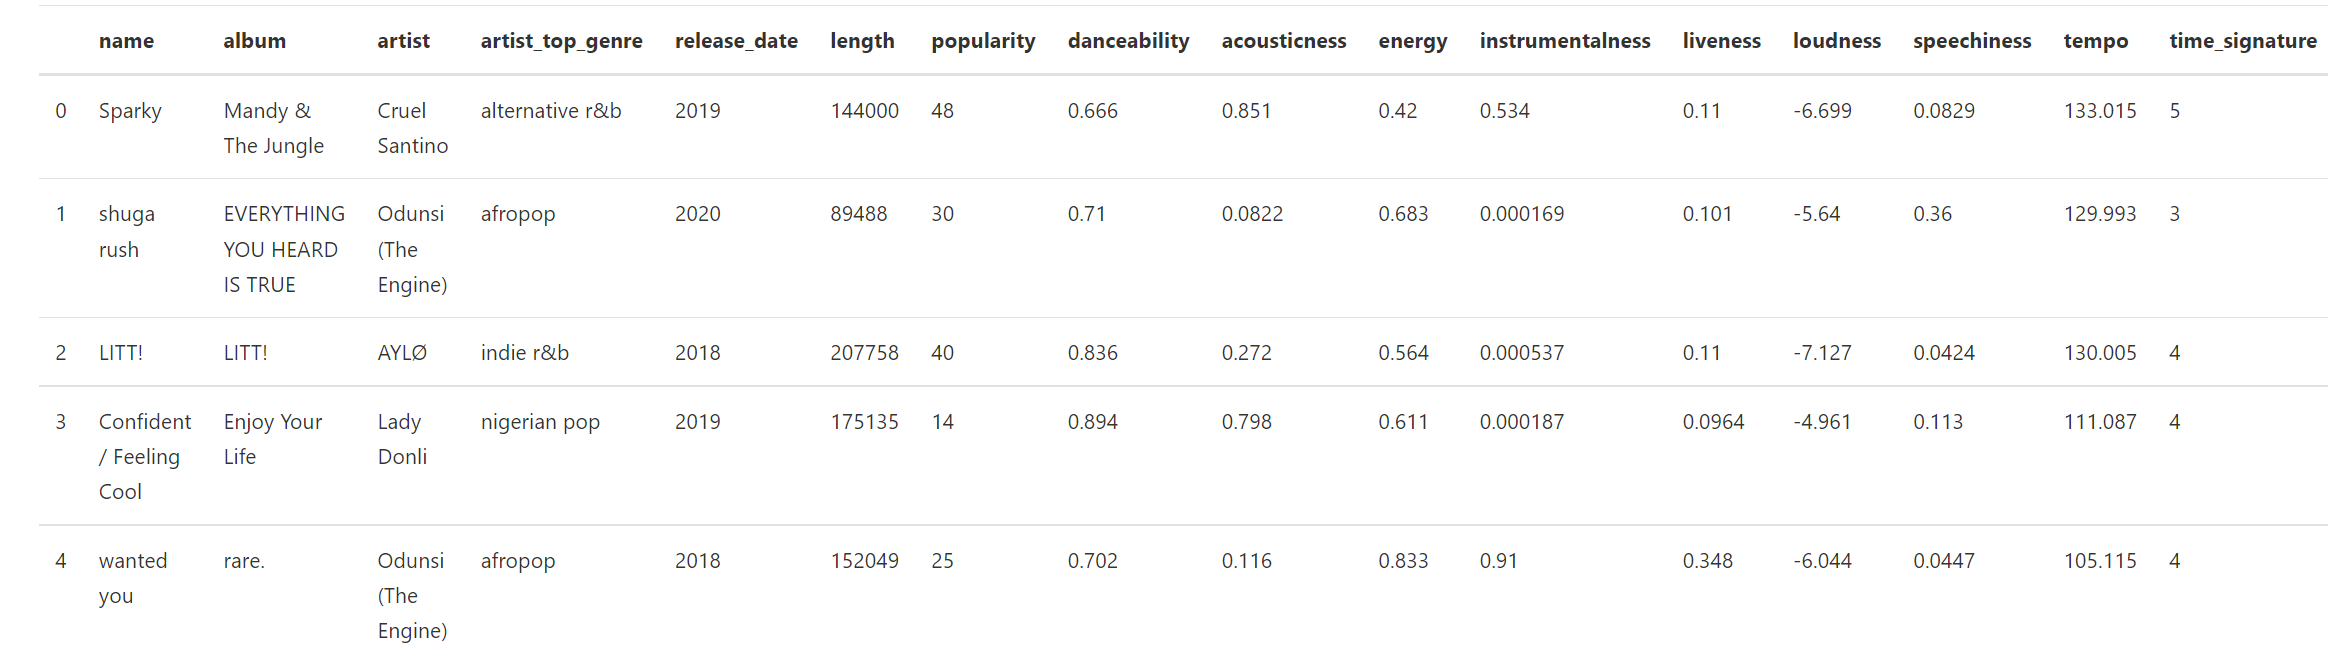 name album artist artist_top_genre release_date length popularity danceability acousticness energy instrumentalness liveness loudness speechiness tempo time_signature
0 Sparky Mandy & Cruel alternative r&b 2019 144000 48 0.666 0.851 0.42 0.534 0.11 -6.699 0.0829 133.015 5
The Jungle Santino
1 shuga EVERYTHING Odunsi afropop 2020 89488 30 0.71 0.0822 0.683 0.000169 0.101 -5.64 0.36 129.993 3
rush YOU HEARD (The
IS TRUE Engine)
2 LITT! LITT! AYLØ indie r&b 2018 207758 40 0.836 0.272 0.564 0.000537 0.11 -7.127 0.0424 130.005 4
3 Confident Enjoy Your Lady nigerian pop 2019 175135 14 0.894 0.798 0.611 0.000187 0.0964 -4.961 0.113 111.087 4
/ Feeling Life Donli
Cool
4 wanted rare. Odunsi afropop 2018 152049 25 0.702 0.116 0.833 0.91 0.348 -6.044 0.0447 105.115 4
you (The
Engine)